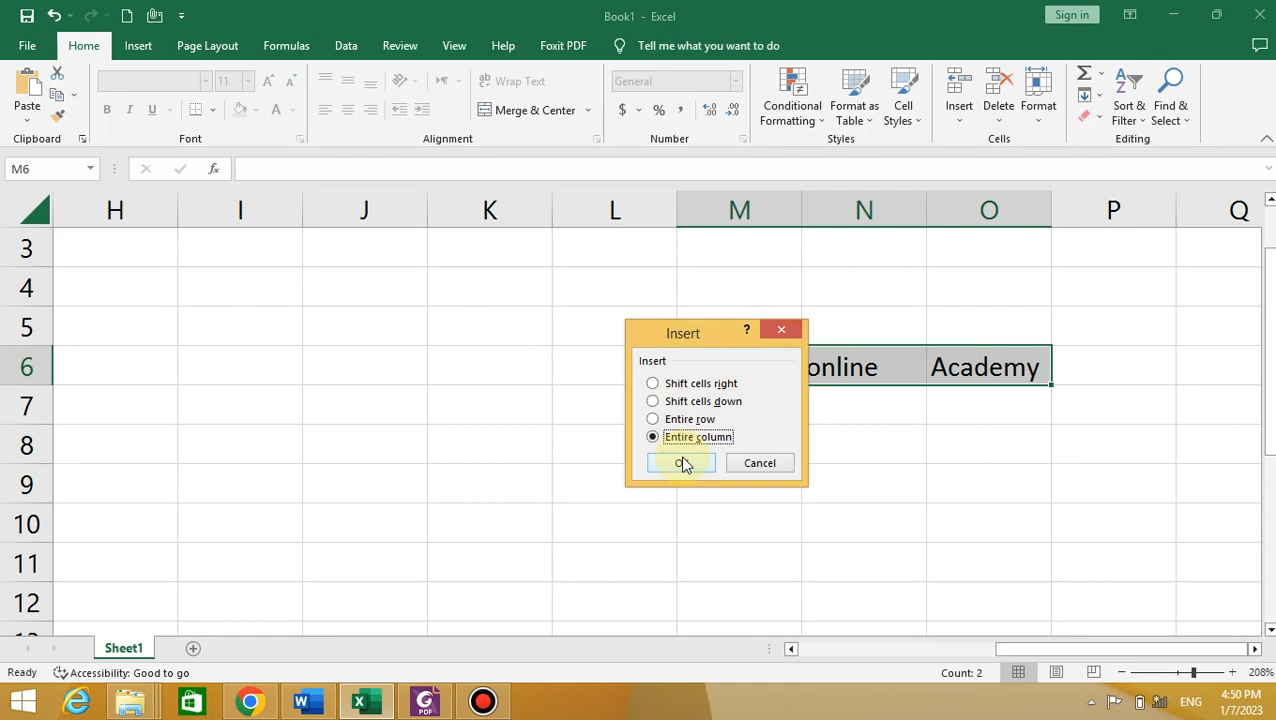 Book1 - Excel
Sign in
File Home Insert Page Layout Formulas Data Review View Help Foxit PDF Tell me what you want to do
Paste
11
B I U
A A
ab
Wrap Text
Merge & Center
General
$ % ,
Conditional Formatting
Format as Table
Cell Styles
Insert
Delete
Format
Sort & Filter
Find & Select
Clipboard Font Alignment Number Styles Cells Editing
M6
fx
H I J K L M N O P Q
3
4
5
6 online Academy
7
8
9
10
11
12
Insert
?
Insert
Shift cells right
Shift cells down
Entire row
Entire column
Cancel
Sheet1
Ready Accessibility: Good to go Count: 2 208%
W
PDF
ENG
4:50 PM
1/7/2023